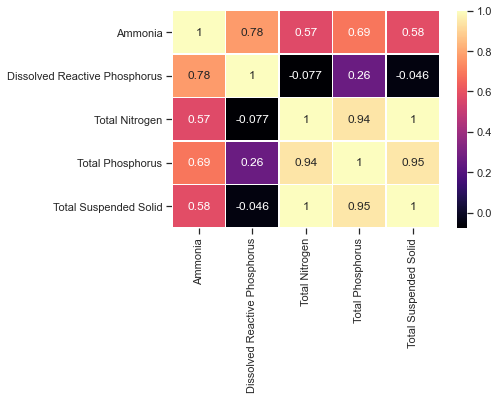 Ammonia 1 0.78 0.57 0.69 0.58
Dissolved Reactive Phosphorus 0.78 1 -0.077 0.26 -0.046
Total Nitrogen 0.57 -0.077 1 0.94 1
Total Phosphorus 0.69 0.26 0.94 1 0.95
Total Suspended Solid 0.58 -0.046 1 0.95 1
Ammonia
Dissolved Reactive Phosphorus
Total Nitrogen
Total Phosphorus
Total Suspended Solid
1.0
0.8
0.6
0.4
0.2
0.0